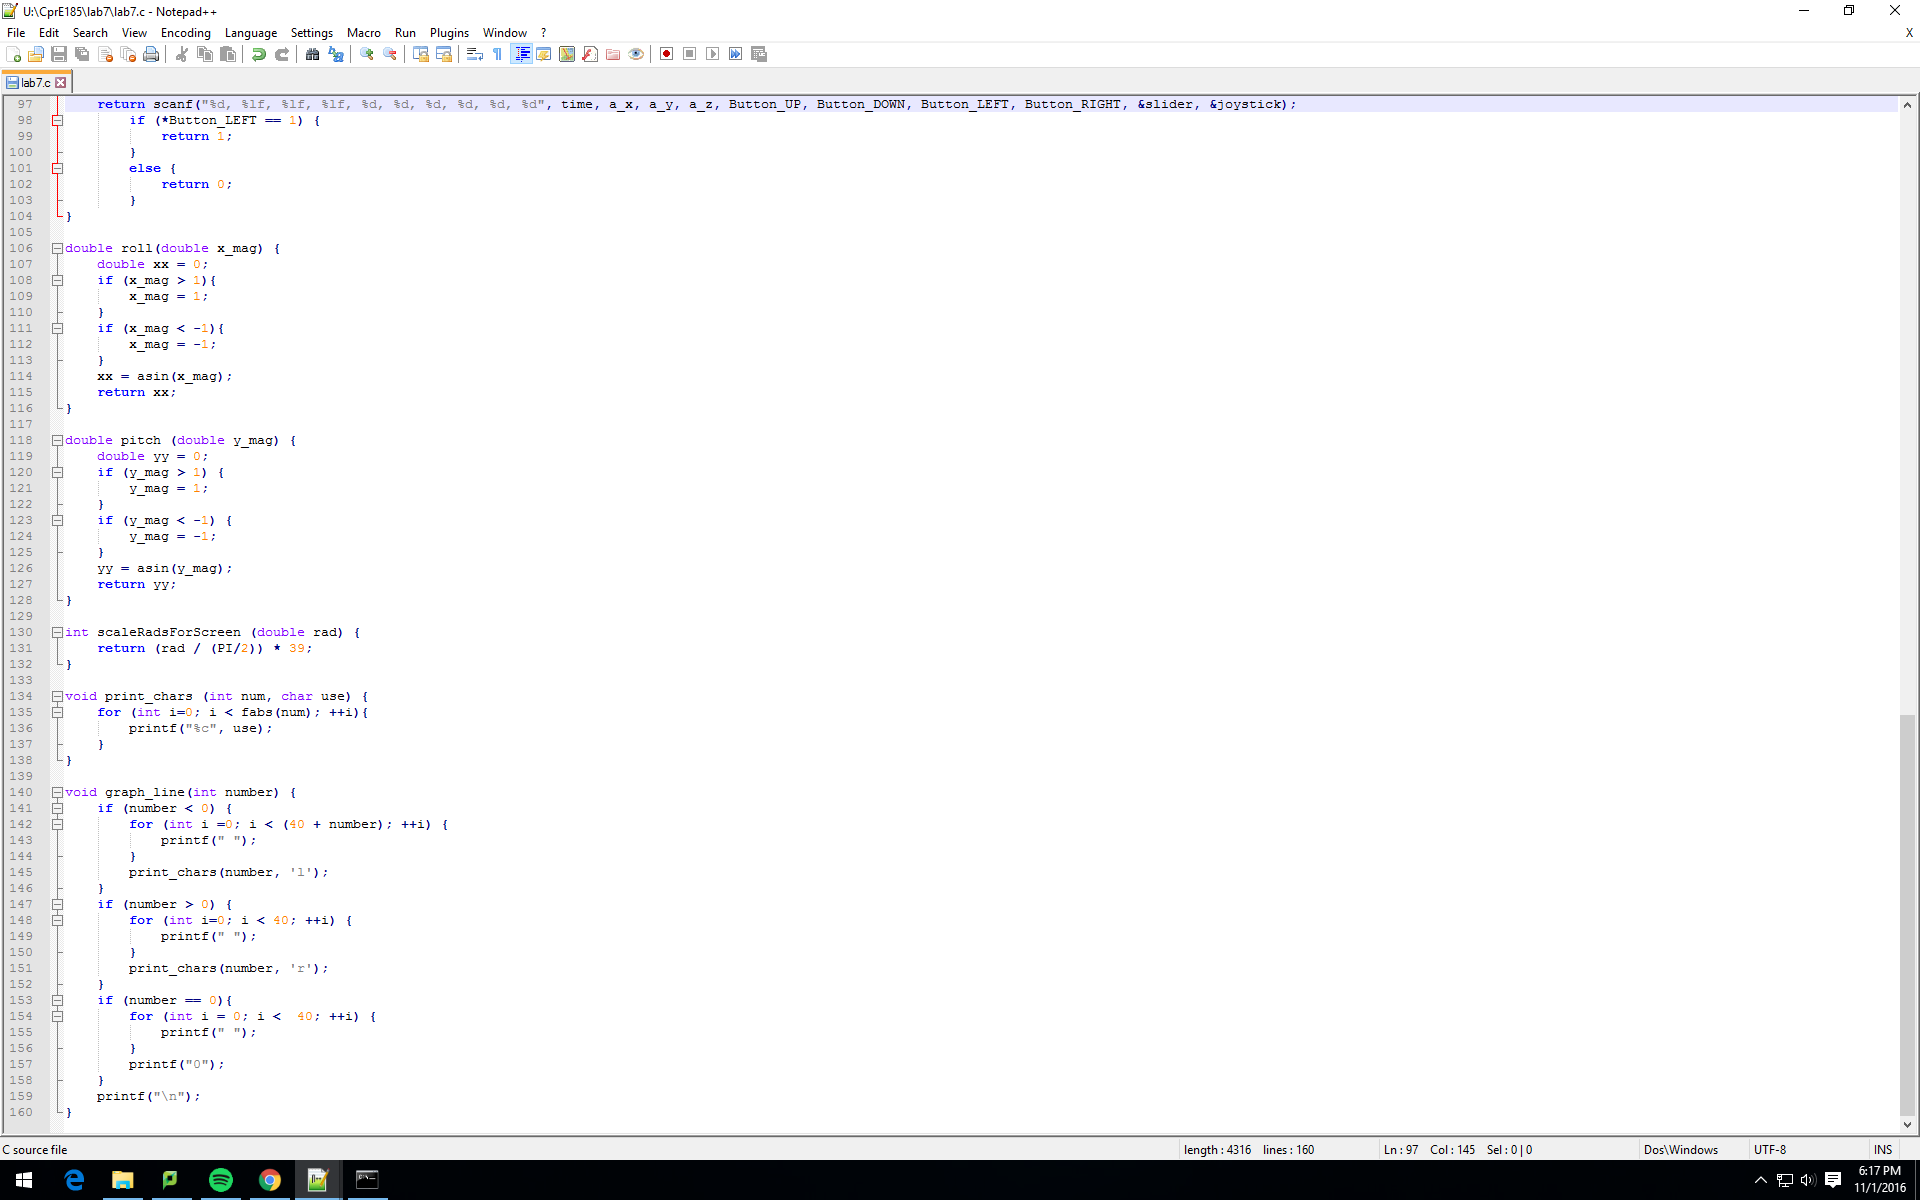 U:\CprE185\lab7\lab7.c - Notepad++
File Edit Search View Encoding Language Settings Macro Run Plugins Window ? X
lab7.c
97 return scanf("%d, %lf, %lf, %lf, %d, %d, %d, %d, %d, %d", time, a_x, a_y, a_z, Button_UP, Button_DOWN, Button_LEFT, Button_RIGHT, &slider, &joystick);
98 if (*Button_LEFT == 1) {
99 return 1;
100 }
101 else {
102 return 0;
103 }
104 }
105
106 double roll(double x_mag) {
107 double xx = 0;
108 if (x_mag > 1){
109 x_mag = 1;
110 }
111 if (x_mag < -1){
112 x_mag = -1;
113 }
114 xx = asin(x_mag);
115 return xx;
116 }
117
118 double pitch (double y_mag) {
119 double yy = 0;
120 if (y_mag > 1) {
121 y_mag = 1;
122 }
123 if (y_mag < -1) {
124 y_mag = -1;
125 }
126 yy = asin(y_mag);
127 return yy;
128 }
129
130 int scaleRadsForScreen (double rad) {
131 return (rad / (PI/2)) * 39;
132 }
133
134 void print_chars (int num, char use) {
135 for (int i=0; i < fabs(num); ++i){
136 printf("%c", use);
137 }
138 }
139
140 void graph_line(int number) {
141 if (number < 0) {
142 for (int i =0; i < (40 + number); ++i) {
143 printf(" ");
144 }
145 print_chars(number, 'l');
146 }
147 if (number > 0) {
148 for (int i=0; i < 40; ++i) {
149 printf(" ");
150 }
151 print_chars(number, 'r');
152 }
153 if (number == 0){
154 for (int i = 0; i <  40; ++i) {
155 printf(" ");
156 }
157 printf("0");
158 }
159 printf("\n");
160 }
C source file length : 4316 lines : 160 Ln : 97 Col : 145 Sel : 0 | 0 Dos\Windows UTF-8 INS
6:17 PM
11/1/2016